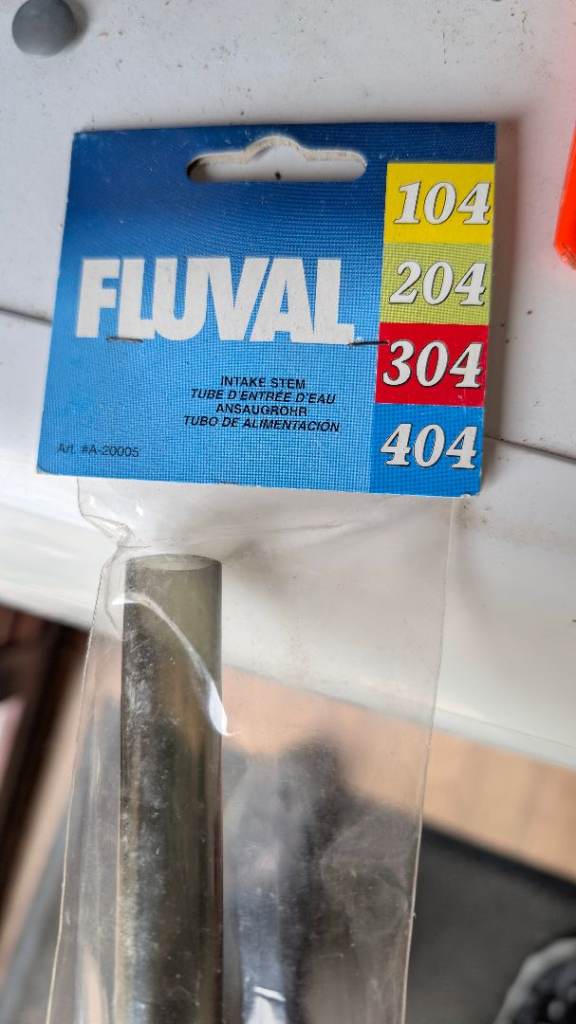 FLUVAL
INTAKE STEM
TUBE D'ENTRÉE D'EAU
ANSAUGROHR
TUBO DE ALIMENTACIÓN
Art. #A-20005
104
204
304
404